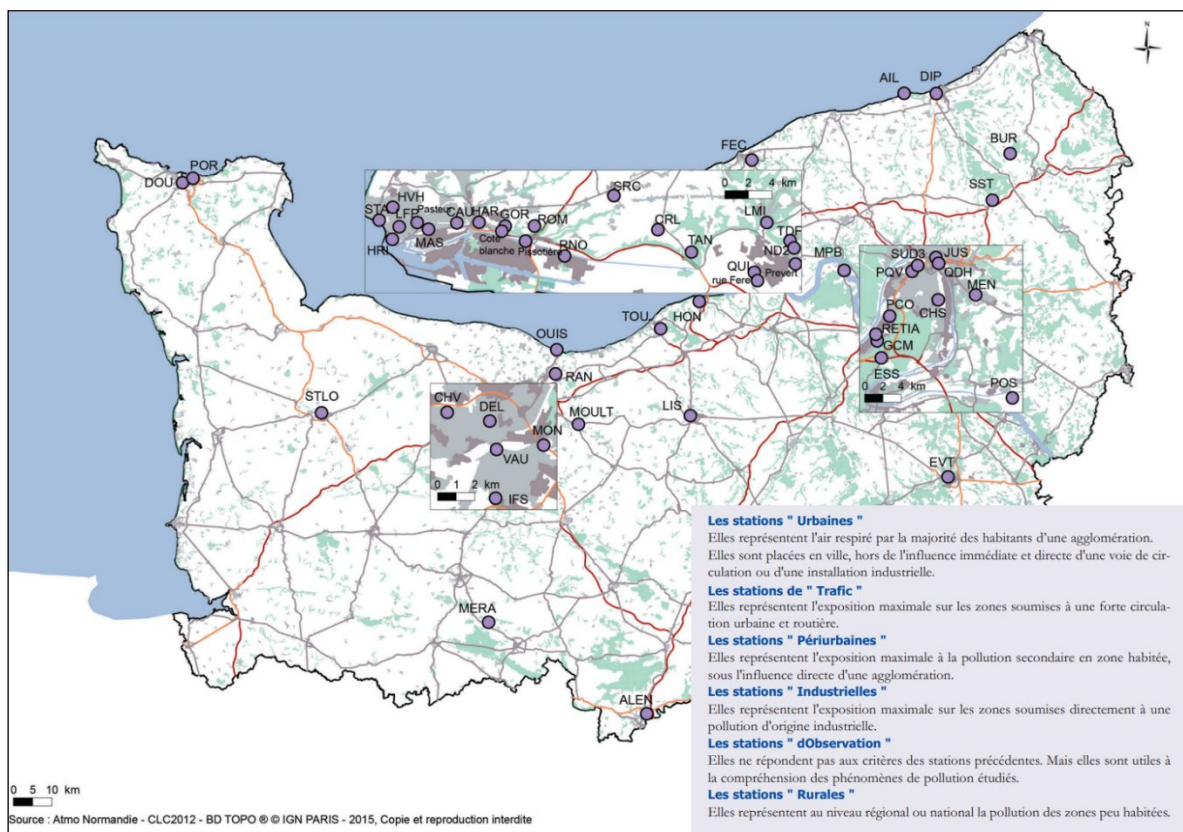 N
AIL DIP
BUR
FEC
POR
DOU
SST
0 2 4 km
SRC
HVH
STA LFP Pasteur CAU HAR GOR ROM
CRL LMI
HRI MAS Coté
blanche Pissotière RNO TAN TDF
ND2
QUI Prevert
rue Ferer
MPB
SUD3 JUS
PQV QDH
MEN
PCO CHS
RETIA
GCM
ESS
0 2 4 km
POS
HON
TOU
OUIS
RAN
STLO
CHV DEL
MON
VAU
0 1 2 km
IFS
MOULT LIS
EVT
MERA
ALEN
Les stations " Urbaines "
Elles représentent l'air respiré par la majorité des habitants d'une agglomération.
Elles sont placées en ville, hors de l'influence immédiate et directe d'une voie de cir-
culation ou d'une installation industrielle.
Les stations de " Trafic "
Elles représentent l'exposition maximale sur les zones soumises à une forte circula-
tion urbaine et routière.
Les stations " Périurbaines "
Elles représentent l'exposition maximale à la pollution secondaire en zone habitée,
sous l'influence directe d'une agglomération.
Les stations " Industrielles "
Elles représentent l'exposition maximale sur les zones soumises directement à une
pollution d'origine industrielle.
Les stations " dObservation "
Elles ne répondent pas aux critères des stations précédentes. Mais elles sont utiles à
la compréhension des phénomènes de pollution étudiés.
Les stations " Rurales "
Elles représentent au niveau régional ou national la pollution des zones peu habitées.
0 5 10 km
Source : Atmo Normandie - CLC2012 - BD TOPO ® © IGN PARIS - 2015, Copie et reproduction interdite